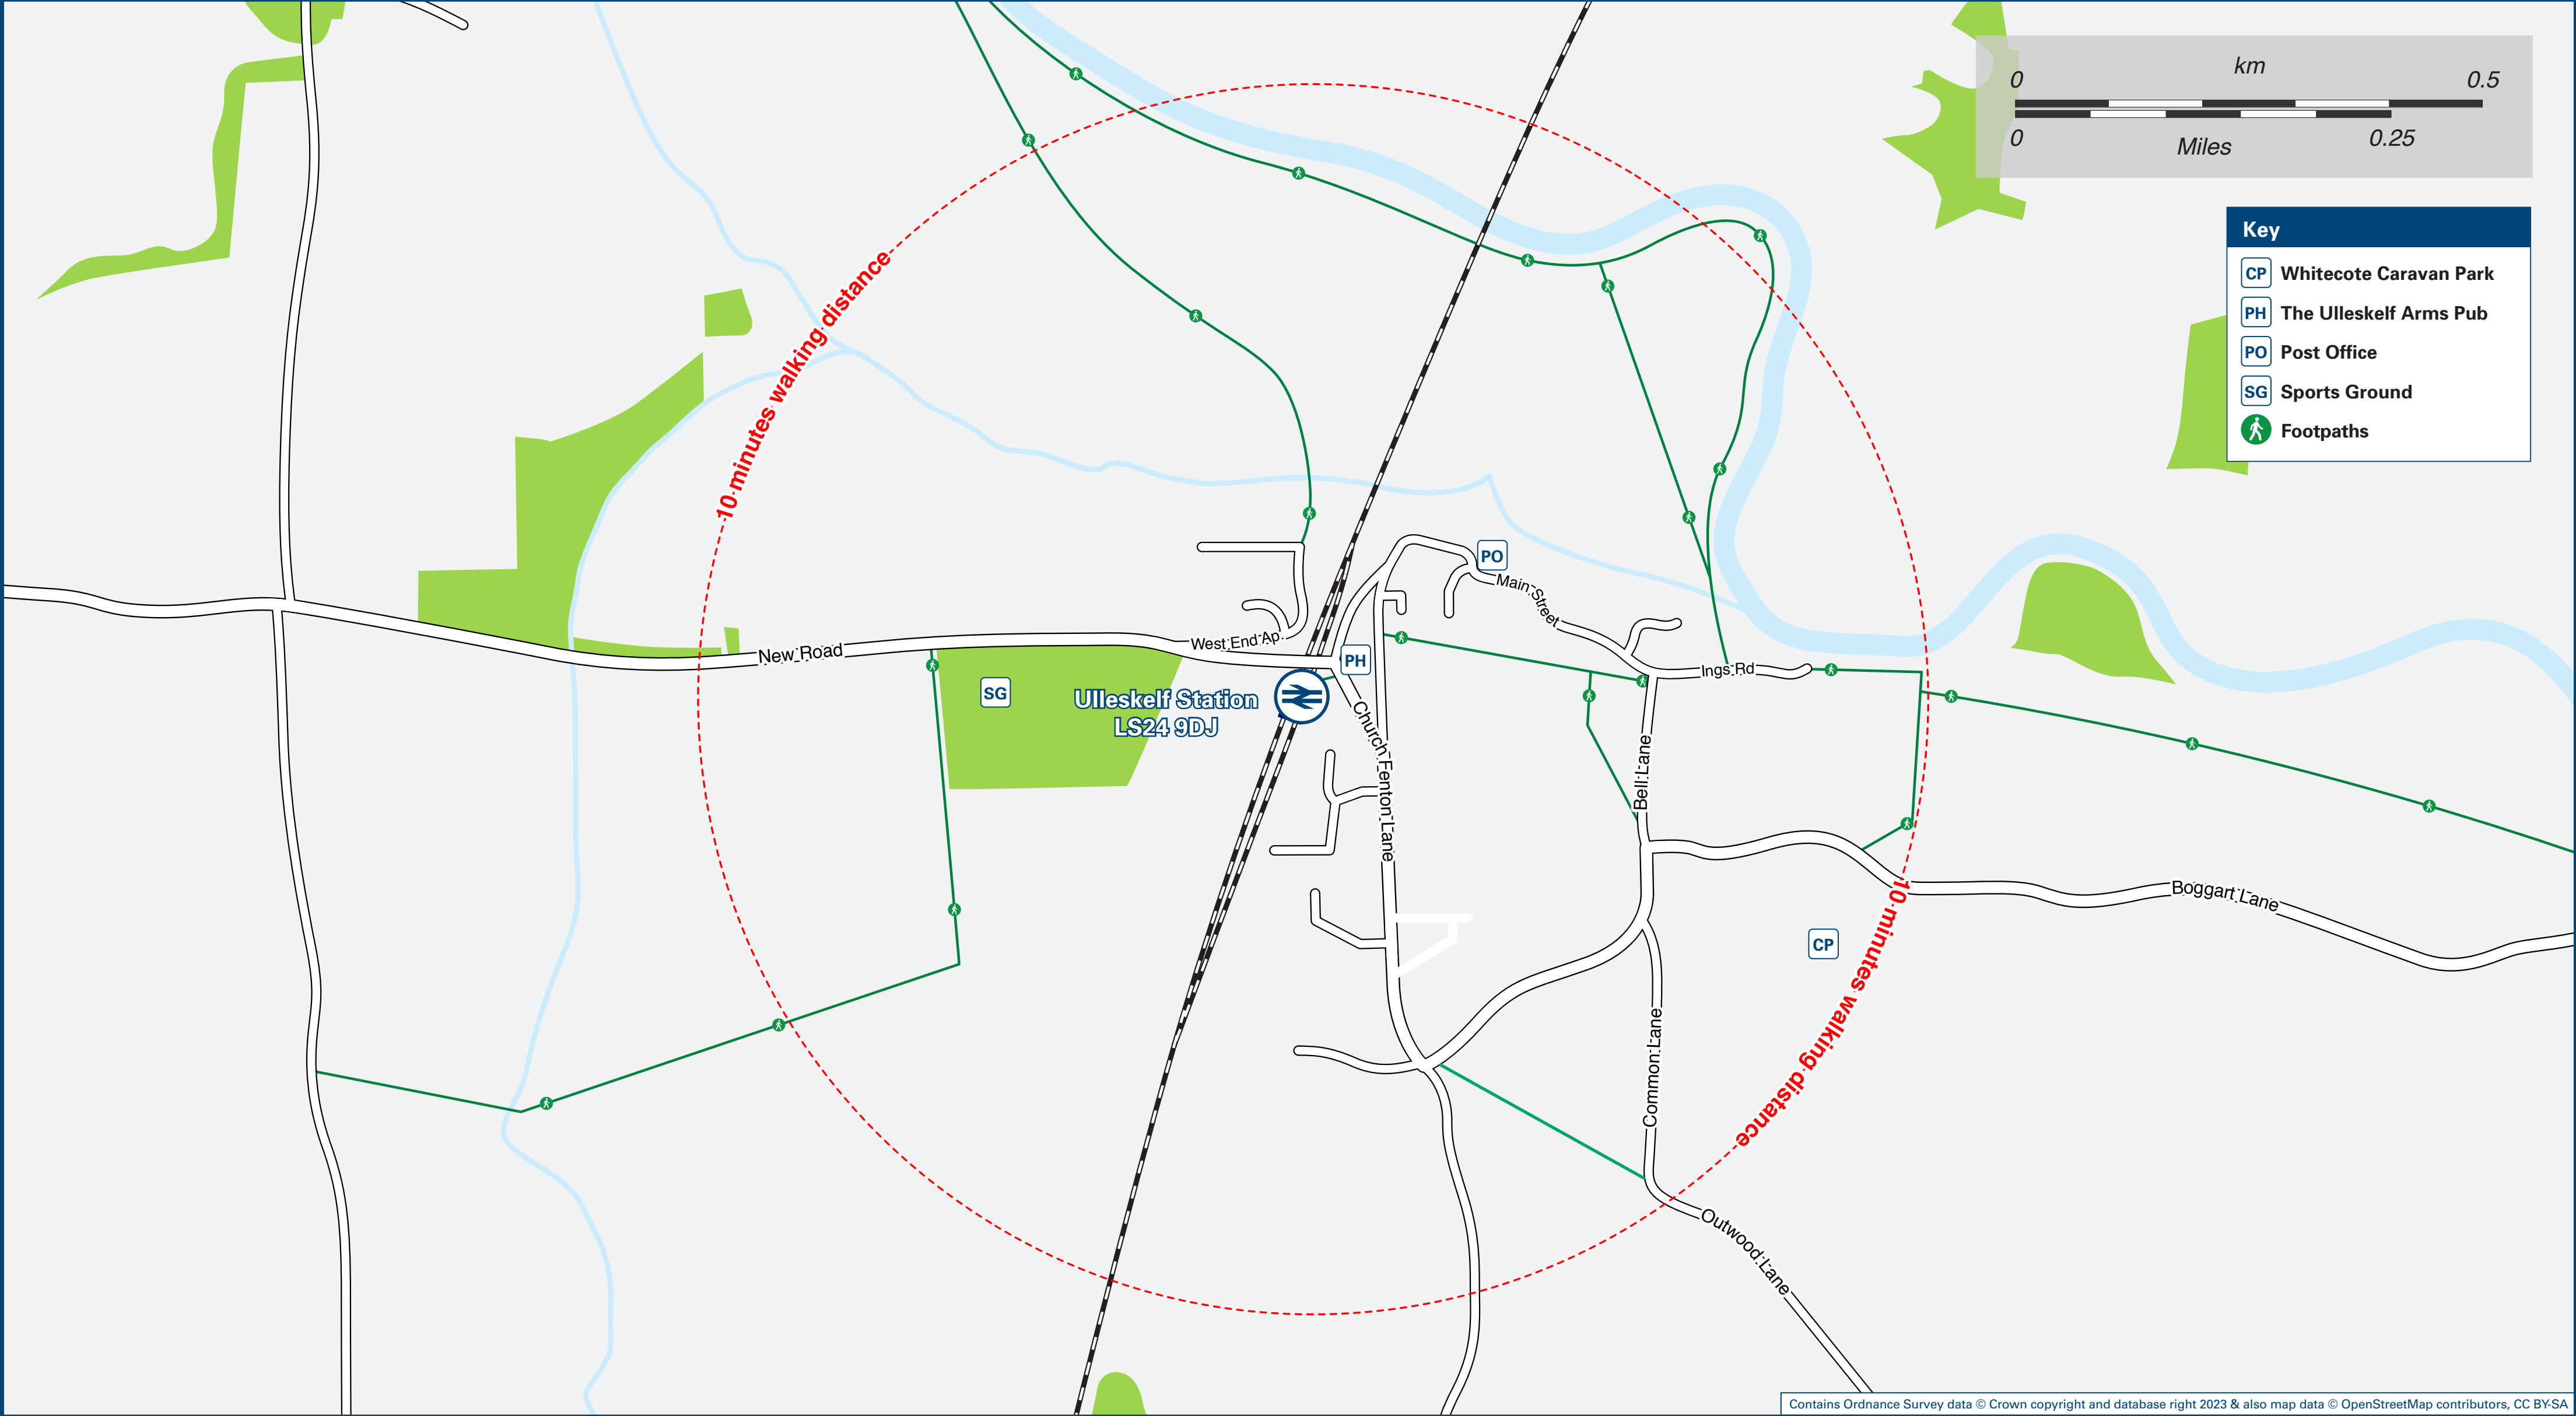 km
0 0.5
0 0.25
Miles
Key
CP Whitecote Caravan Park
PH The Ulleskelf Arms Pub
PO Post Office
SG Sports Ground
Footpaths
10 minutes walking distance
PO
Main Street
West End Ap
New Road
PH
Ings Rd
SG
Ulleskelf Station
LS24 9DJ
Church Fenton Lane
Bell Lane
Boggart Lane
CP
10 minutes walking distance
Common Lane
Outwood Lane
Contains Ordnance Survey data © Crown copyright and database right 2023 & also map data © OpenStreetMap contributors, CC BY-SA